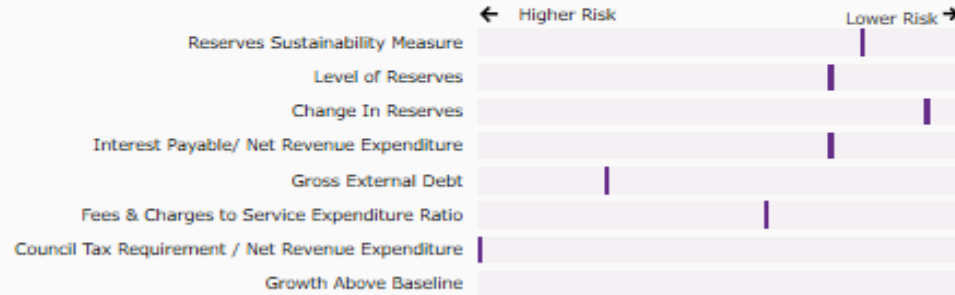 ← Higher Risk
Lower Risk →
Reserves Sustainability Measure
Level of Reserves
Change In Reserves
Interest Payable/ Net Revenue Expenditure
Gross External Debt
Fees & Charges to Service Expenditure Ratio
Council Tax Requirement / Net Revenue Expenditure
Growth Above Baseline